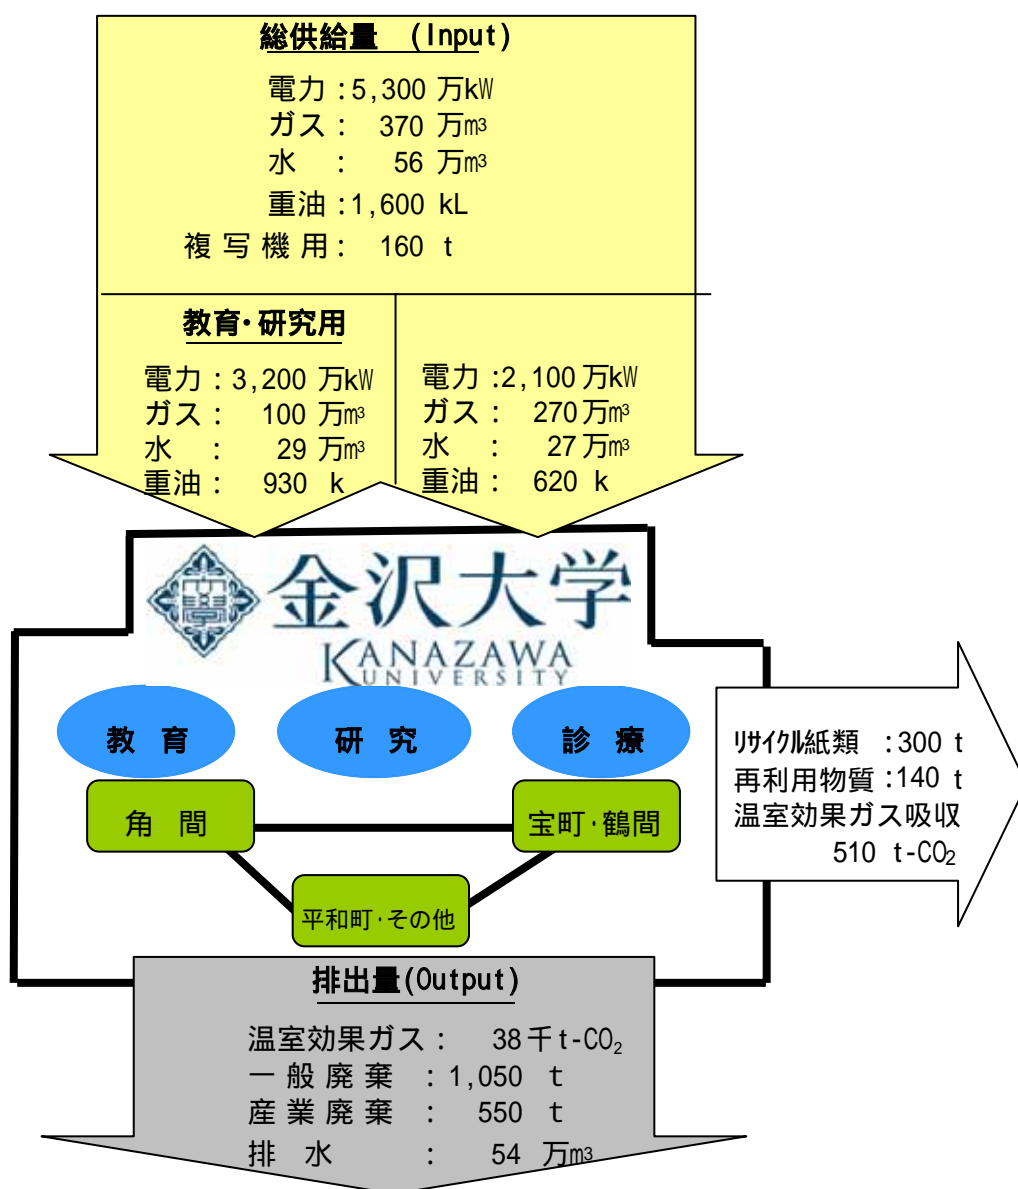 総供給量 (Input)
電力:5,300 万kW
ガス: 370 万m³
水 : 56 万m³
重油:1,600 kL
複写機用: 160 t
教育・研究用
電力:3,200 万kW
ガス: 100 万m³
水 : 29 万m³
重油: 930 k
電力:2,100 万kW
ガス: 270 万m³
水 : 27 万m³
重油: 620 k
金沢大学
KANAZAWA
UNIVERSITY
教 育
研 究
診 療
角 間
宝町・鶴間
平和町・その他
リサイクル紙類 :300 t
再利用物質:140 t
温室効果ガス吸収
510 t-CO₂
排出量(Output)
温室効果ガス: 38千t-CO₂
一般廃棄 :1,050 t
産業廃棄 : 550 t
排 水 : 54 万m³